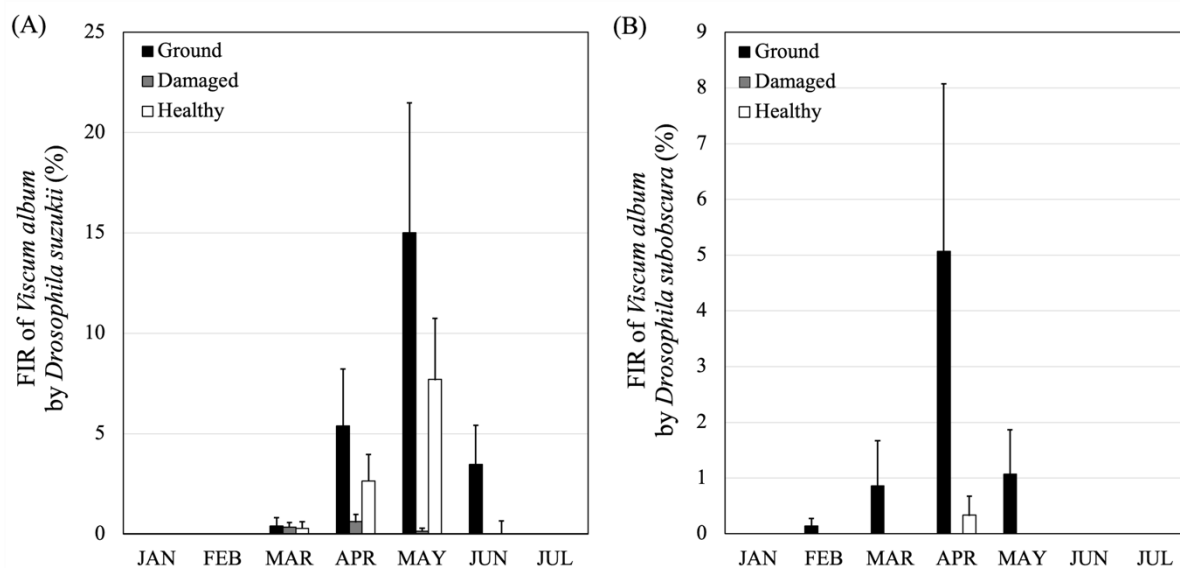 (A)
FIR of Viscum album
by Drosophila suzukii (%)
25
20
15
10
5
0
Ground
Damaged
Healthy
JAN FEB MAR APR MAY JUN JUL
(B)
FIR of Viscum album
by Drosophila subobscura (%)
9
8
7
6
5
4
3
2
1
0
Ground
Damaged
Healthy
JAN FEB MAR APR MAY JUN JUL